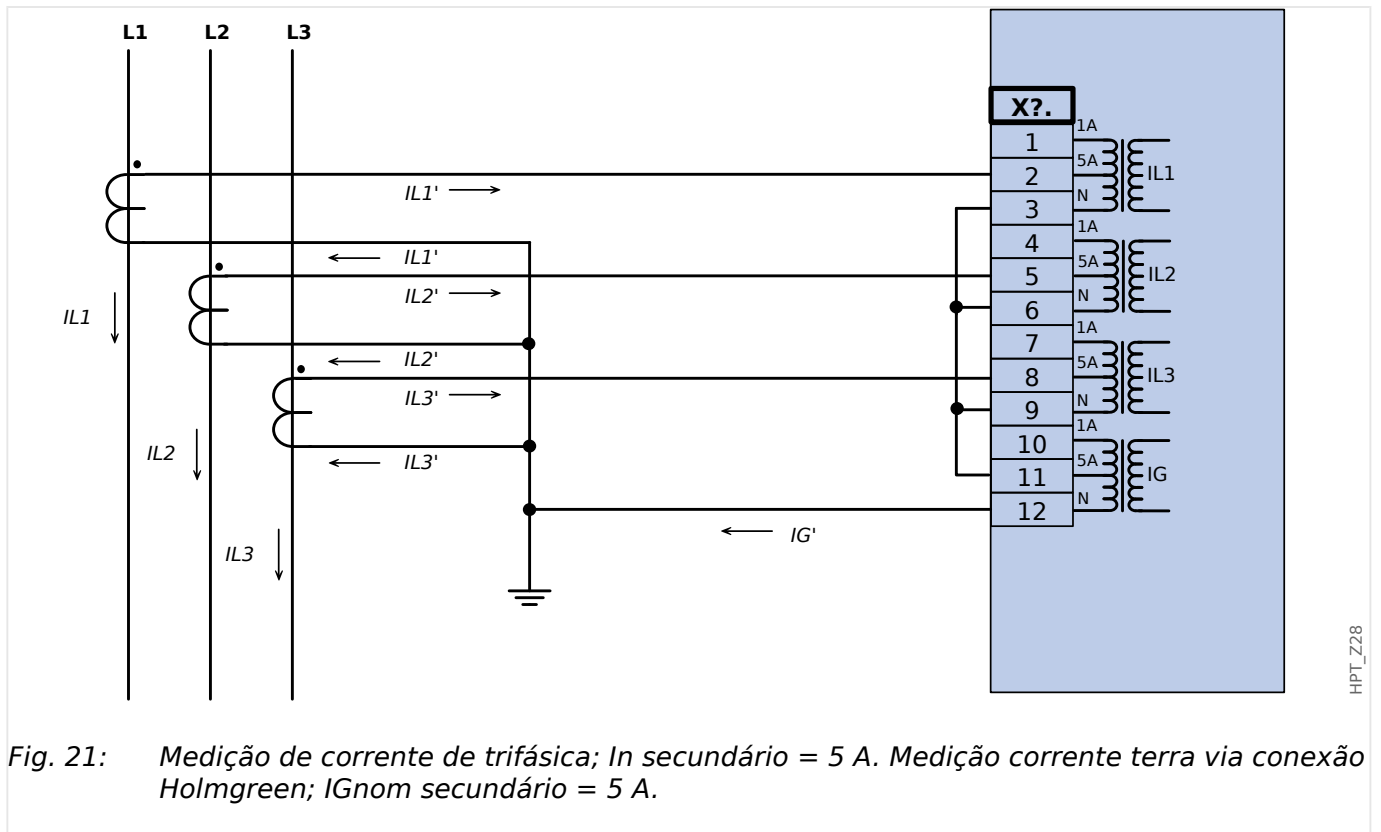 L1 L2 L3
X?.
1A
1
5A
2
IL1
N
3
1A
4
5A
5
IL2
N
6
1A
7
5A
8
IL3
N
9
1A
10
5A
11
IG
N
12
IL1'
IL1'
IL2'
IL1
IL2'
IL3'
IL2
IL3'
IG'
IL3
HPT_Z28
Fig. 21: Medição de corrente de trifásica; In secundário = 5 A. Medição corrente terra via conexão
Holmgreen; IGnom secundário = 5 A.